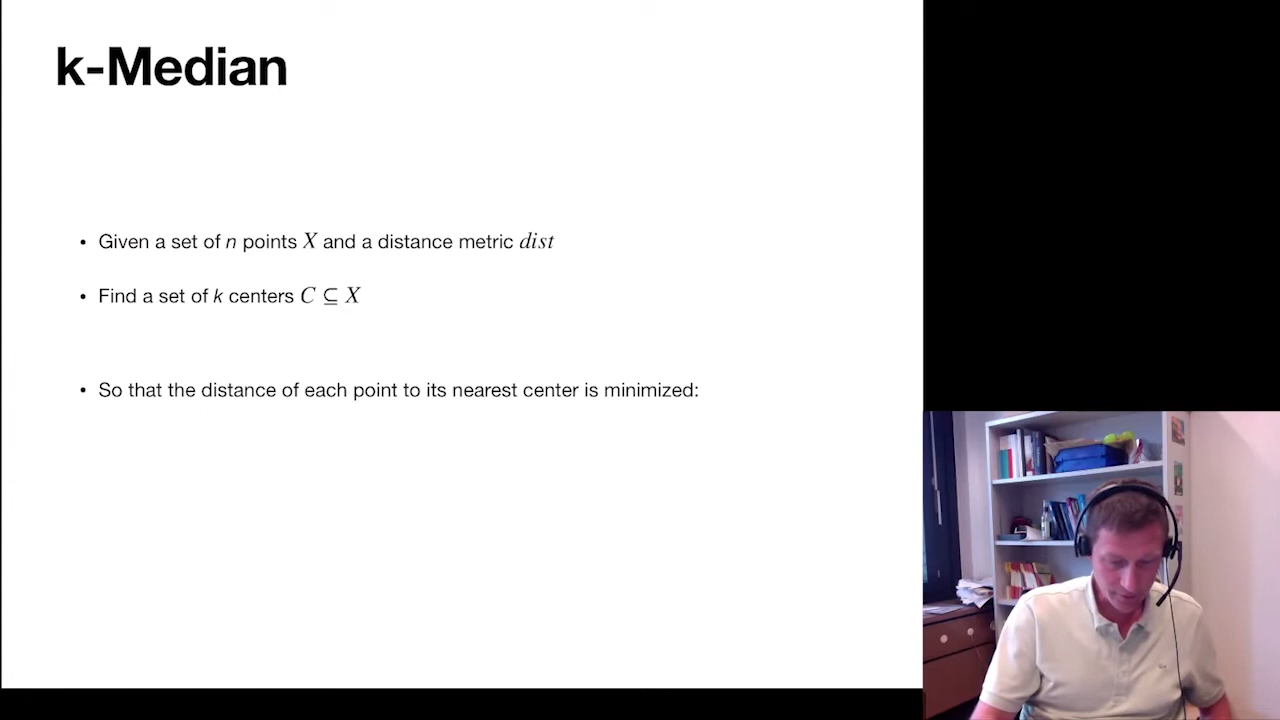 k-Median
• Given a set of n points X and a distance metric dist
• Find a set of k centers C ⊆ X
• So that the distance of each point to its nearest center is minimized: